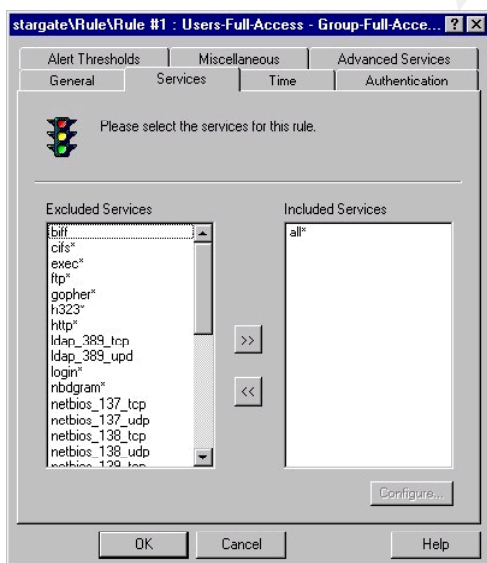 stargate\Rule\Rule #1 : Users-Full-Access - Group-Full-Acce...
Alert Thresholds
Miscellaneous
Advanced Services
General
Services
Time
Authentication
Please select the services for this rule.
Excluded Services
Included Services
biff
cifs*
exec*
ftp*
gopher*
h323*
http*
ldap_389_tcp
ldap_389_upd
login*
nbdgram*
netbios_137_tcp
netbios_137_udp
netbios_138_tcp
netbios_138_udp
netbios_139_tcp
all*
>>
<<
Configure...
OK
Cancel
Help